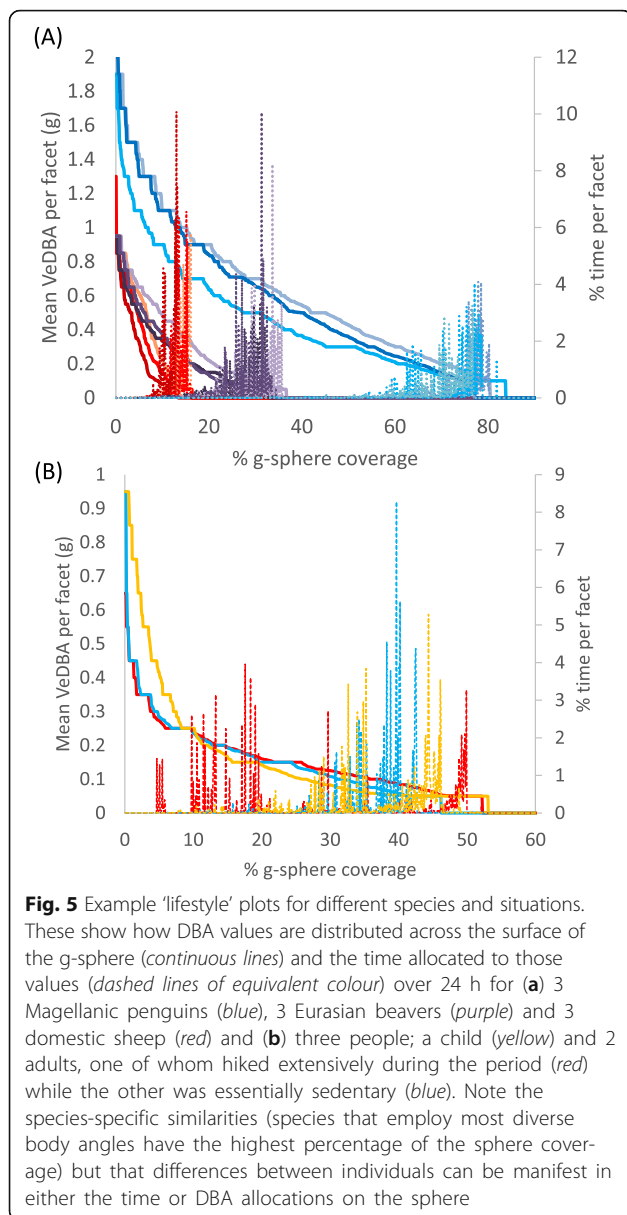 (A)
2
1.8
1.6
1.4
1.2
1
0.8
0.6
0.4
0.2
0
Mean VeDBA per facet (g)
12
10
8
6
4
2
0
% time per facet
0 20 40 60 80
% g-sphere coverage
(B)
1
0.9
0.8
0.7
0.6
0.5
0.4
0.3
0.2
0.1
0
Mean VeDBA per facet (g)
9
8
7
6
5
4
3
2
1
0
% time per facet
0 10 20 30 40 50 60
% g-sphere coverage
Fig. 5 Example ‘lifestyle’ plots for different species and situations.
These show how DBA values are distributed across the surface of
the g-sphere (continuous lines) and the time allocated to those
values (dashed lines of equivalent colour) over 24 h for (a) 3
Magellanic penguins (blue), 3 Eurasian beavers (purple) and 3
domestic sheep (red) and (b) three people; a child (yellow) and 2
adults, one of whom hiked extensively during the period (red)
while the other was essentially sedentary (blue). Note the
species-specific similarities (species that employ most diverse
body angles have the highest percentage of the sphere cover-
age) but that differences between individuals can be manifest in
either the time or DBA allocations on the sphere